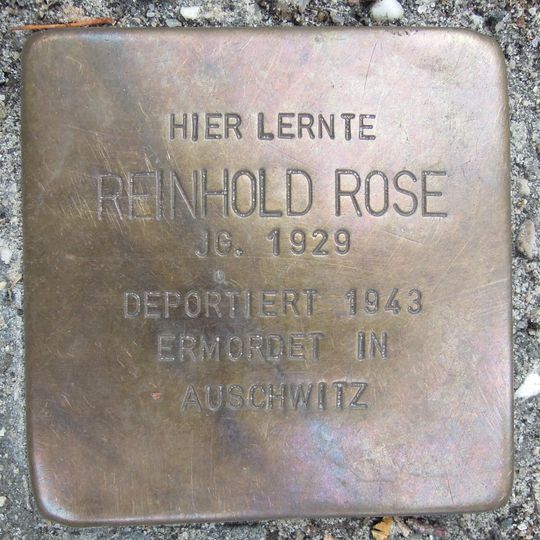 HIER LERNTE
REINHOLD ROSE
JG. 1929
DEPORTIERT 1943
ERMORDET IN
AUSCHWITZ